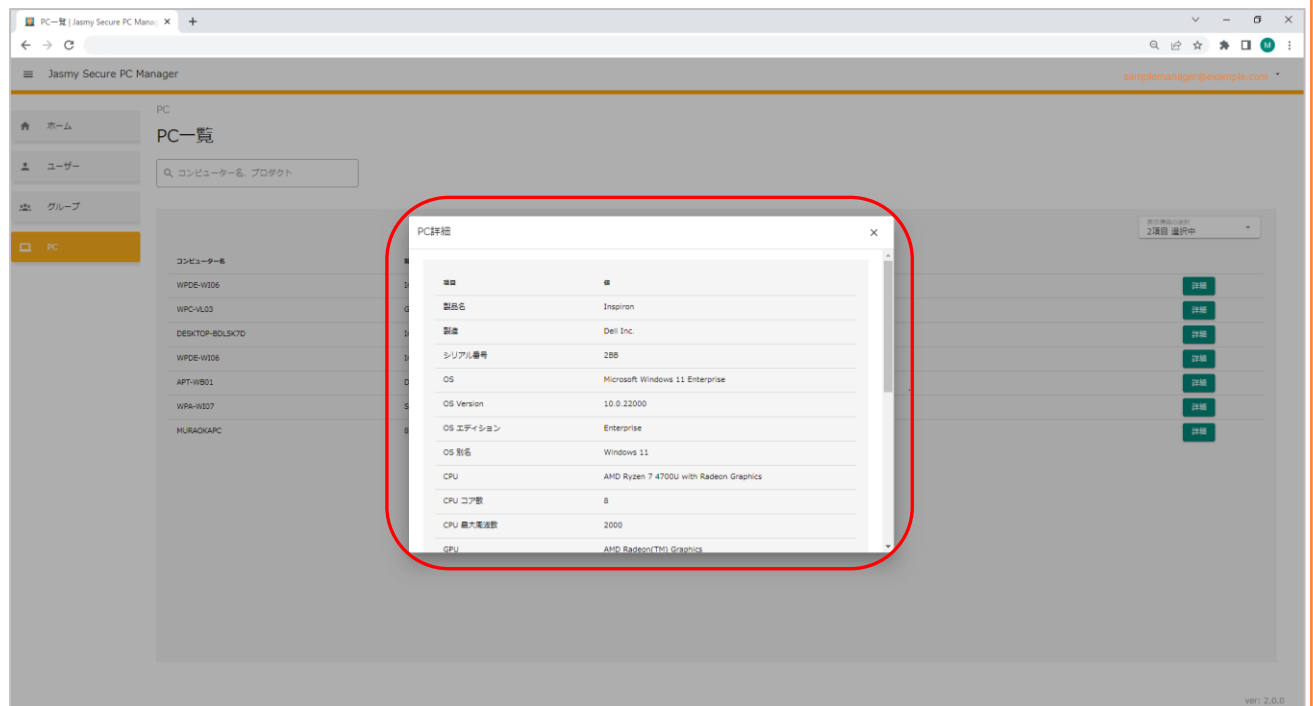 PC一覧 | Jasmy Secure PC Manag
Jasmy Secure PC Manager
samplemanager@example.com
ホーム
ユーザー
グループ
PC
PC
PC一覧
コンピューター名、プロダクト
表示項目の選択
2項目 選択中
コンピューター名
WPDE-WI06
詳細
WPC-VL03
詳細
DESKTOP-BDL5K7D
詳細
WPDE-WI06
詳細
APT-WB01
詳細
WPA-WI07
詳細
MURAOKAPC
詳細
PC詳細
項目 値
製品名 Inspiron
製造 Dell Inc.
シリアル番号 2BB
OS Microsoft Windows 11 Enterprise
OS Version 10.0.22000
OS エディション Enterprise
OS 別名 Windows 11
CPU AMD Ryzen 7 4700U with Radeon Graphics
CPU コア数 8
CPU 最大周波数 2000
GPU AMD Radeon(TM) Graphics
ver: 2.0.0